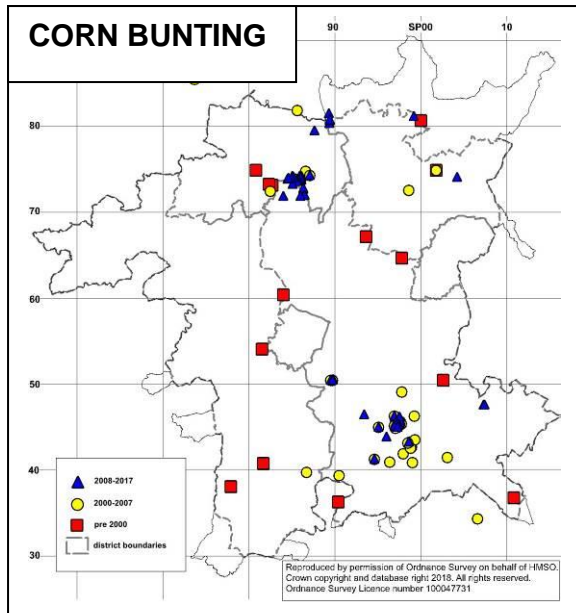 CORN BUNTING
90 SP00 10
80
70
60
50
40
30
2008-2017
2000-2007
pre 2000
district boundaries
Reproduced by permission of Ordnance Survey on behalf of HMSO.
Crown copyright and database right 2018. All rights reserved.
Ordnance Survey Licence number 100047731